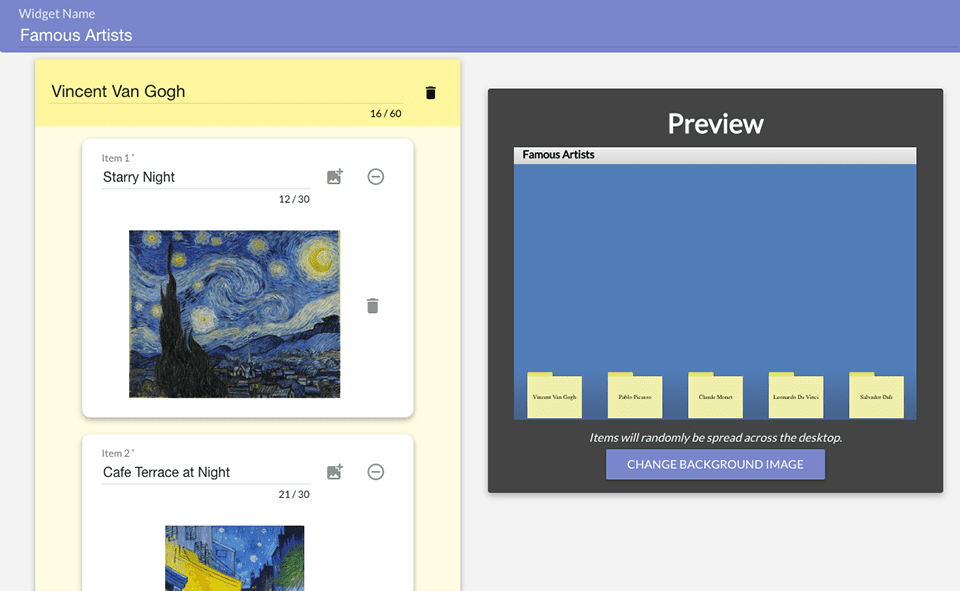 Widget Name
Famous Artists
Vincent Van Gogh
16 / 60
Item 1 *
Starry Night
12 / 30
Item 2 *
Cafe Terrace at Night
21 / 30
Preview
Famous Artists
Vincent Van Gogh
Pablo Picasso
Claude Monet
Leonardo Da Vinci
Salvador Dali
Items will randomly be spread across the desktop.
CHANGE BACKGROUND IMAGE